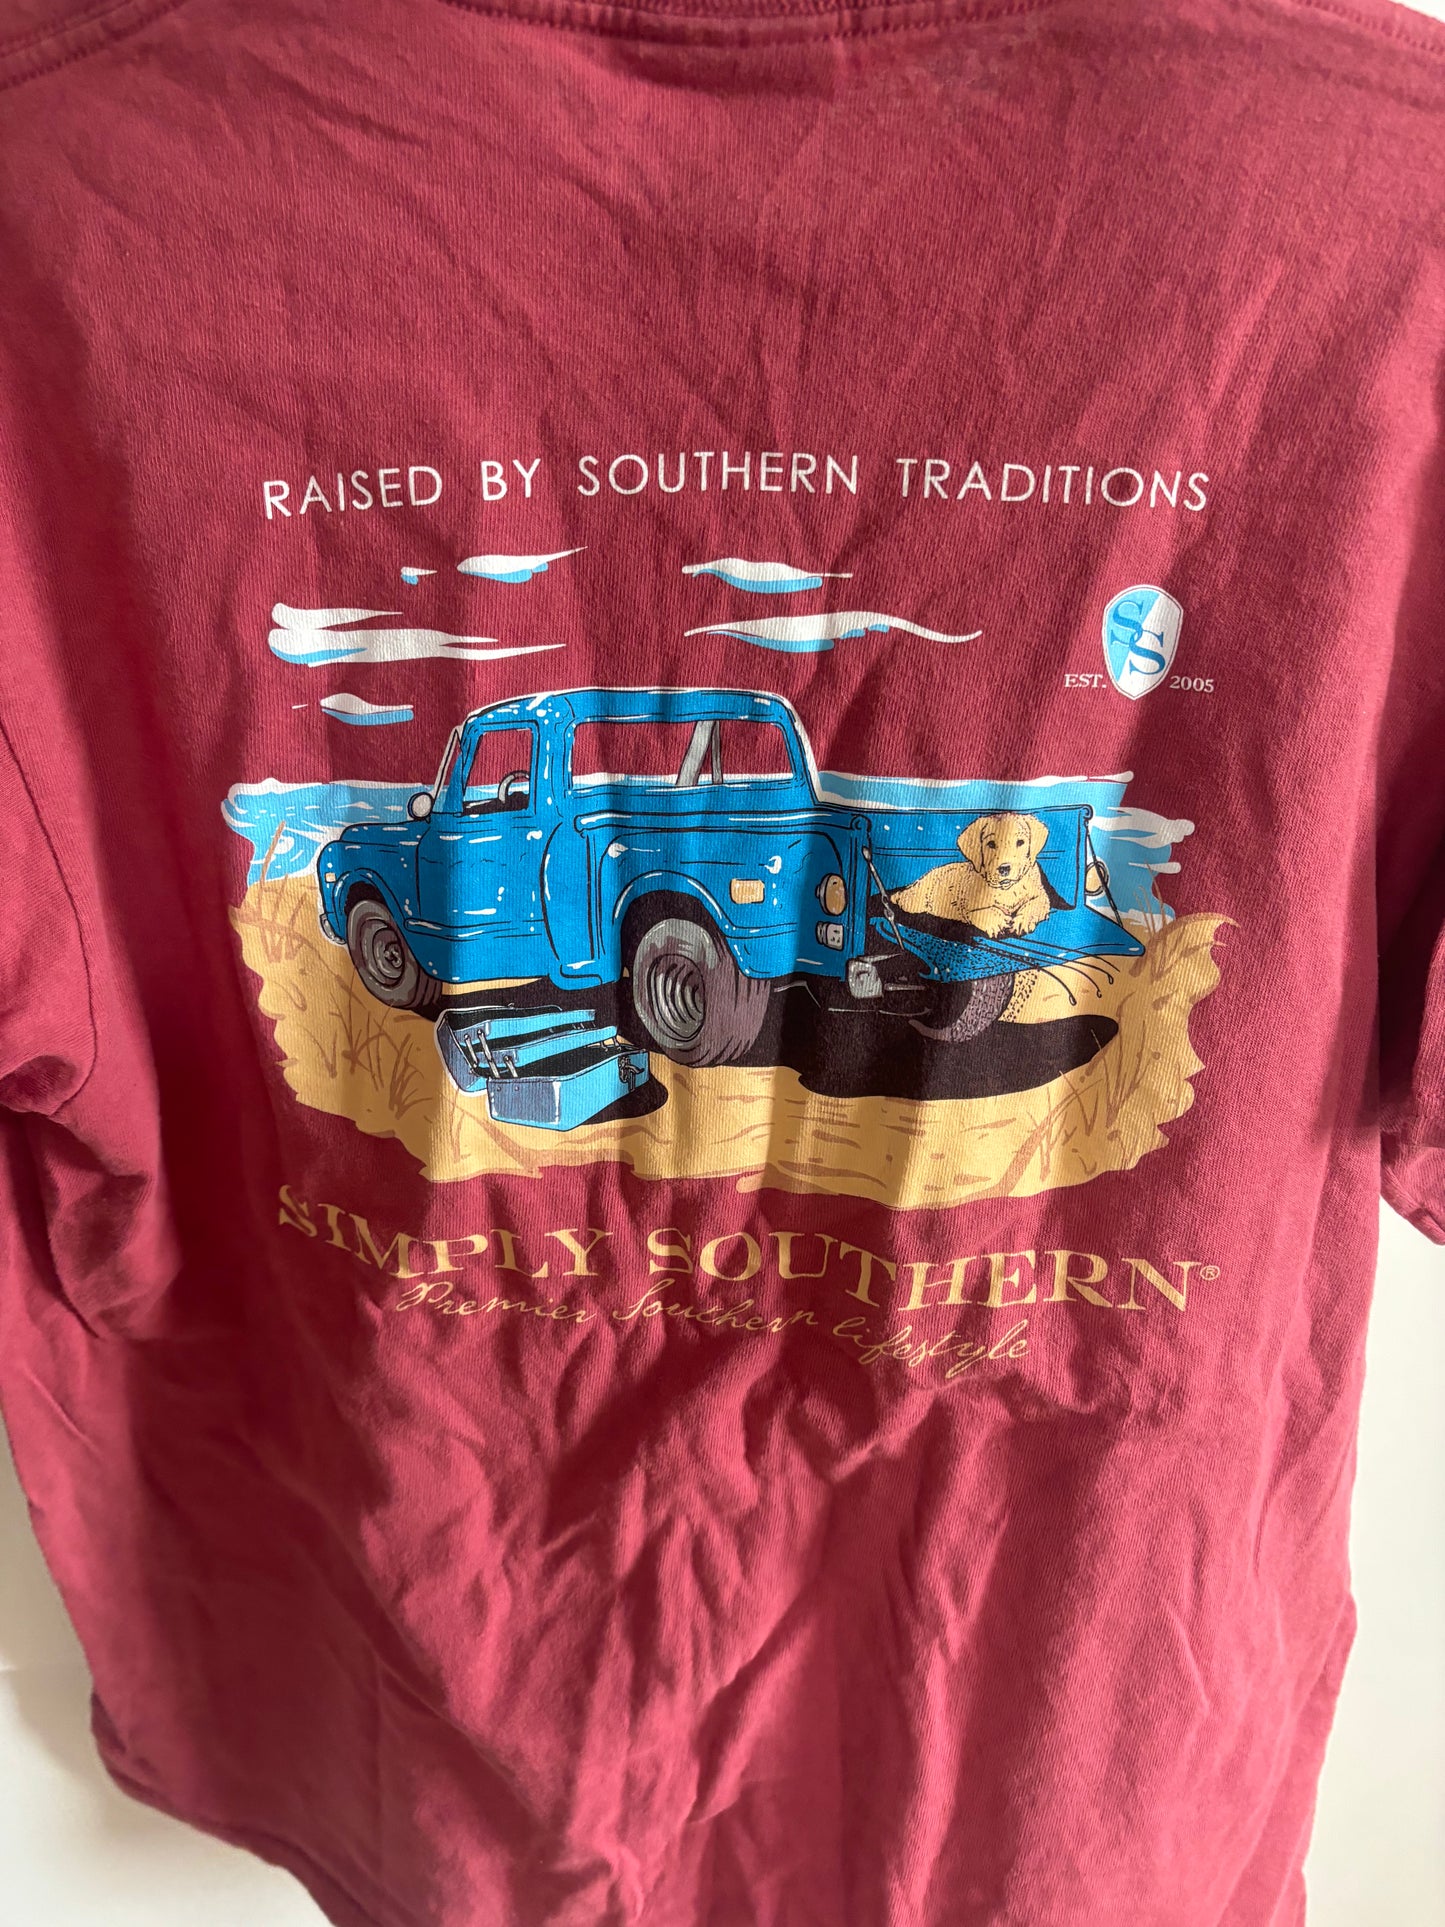 RAISED BY SOUTHERN TRADITIONS
SS
EST. 2005
SIMPLY SOUTHERN®
Premier Southern lifestyle